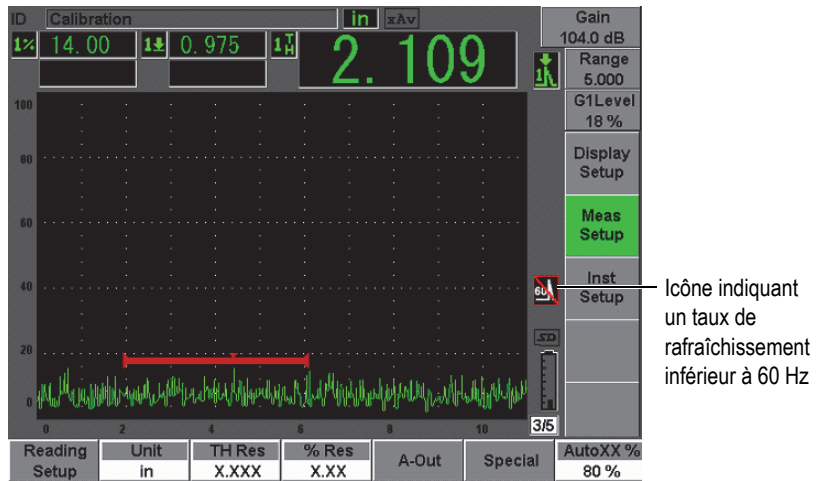 ID Calibration in xAv
1% 14.00 1 0.975 1TH 2.109
Gain
104.0 dB
Range
5.000
G1Level
18 %
Display
Setup
Meas
Setup
Inst
Setup
100
80
60
40
20
0
0 2 4 6 8 10
1
60
SD
3/5
Icône indiquant
un taux de
rafraîchissement
inférieur à 60 Hz
Reading
Setup
Unit
in
TH Res
X.XXX
% Res
X.XX
A-Out
Special
AutoXX %
80 %